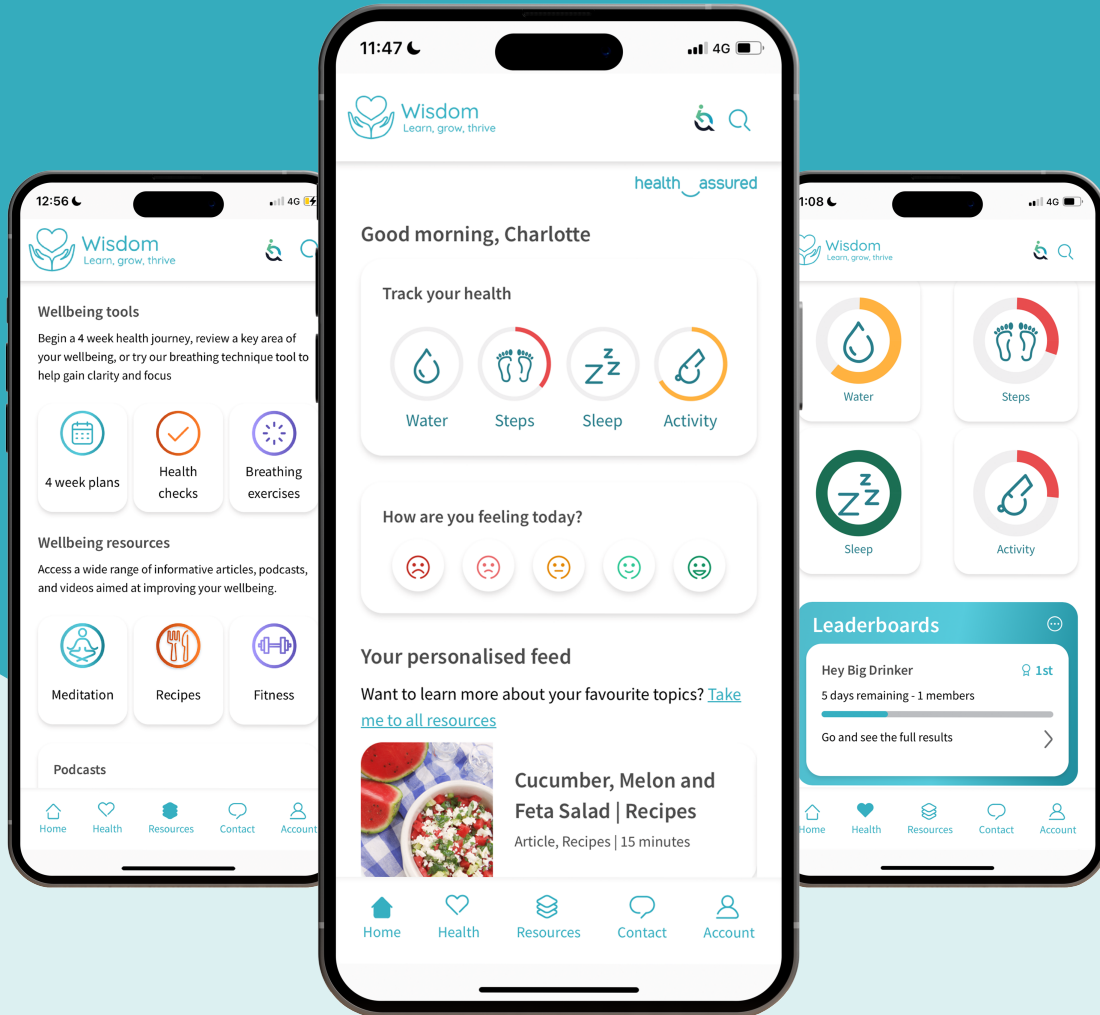 12:56
4G
Wisdom
Learn, grow, thrive
Wellbeing tools
Begin a 4 week health journey, review a key area of
your wellbeing, or try our breathing technique tool to
help gain clarity and focus
4 week plans
Health
checks
Breathing
exercises
Wellbeing resources
Access a wide range of informative articles, podcasts,
and videos aimed at improving your wellbeing.
Meditation
Recipes
Fitness
Podcasts
Home
Health
Resources
Contact
Account
11:47
4G
Wisdom
Learn, grow, thrive
health assured
Good morning, Charlotte
Track your health
Water
Steps
z z z
Sleep
Activity
How are you feeling today?
Your personalised feed
Want to learn more about your favourite topics? Take
me to all resources
Cucumber, Melon and
Feta Salad | Recipes
Article, Recipes | 15 minutes
Home
Health
Resources
Contact
Account
1:08
4G
Wisdom
Learn, grow, thrive
Water
Steps
z z z
Sleep
Activity
Leaderboards
Hey Big Drinker
1st
5 days remaining - 1 members
Go and see the full results
Home
Health
Resources
Contact
Account